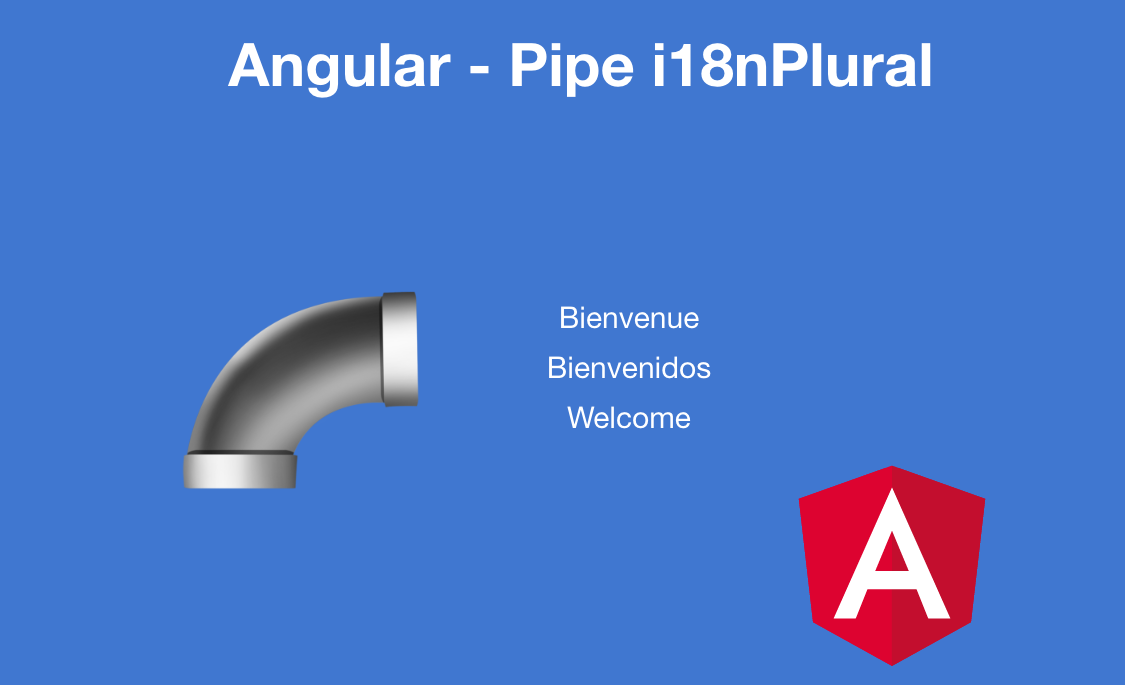 Angular - Pipe i18nPlural
Bienvenue
Bienvenidos
Welcome
A